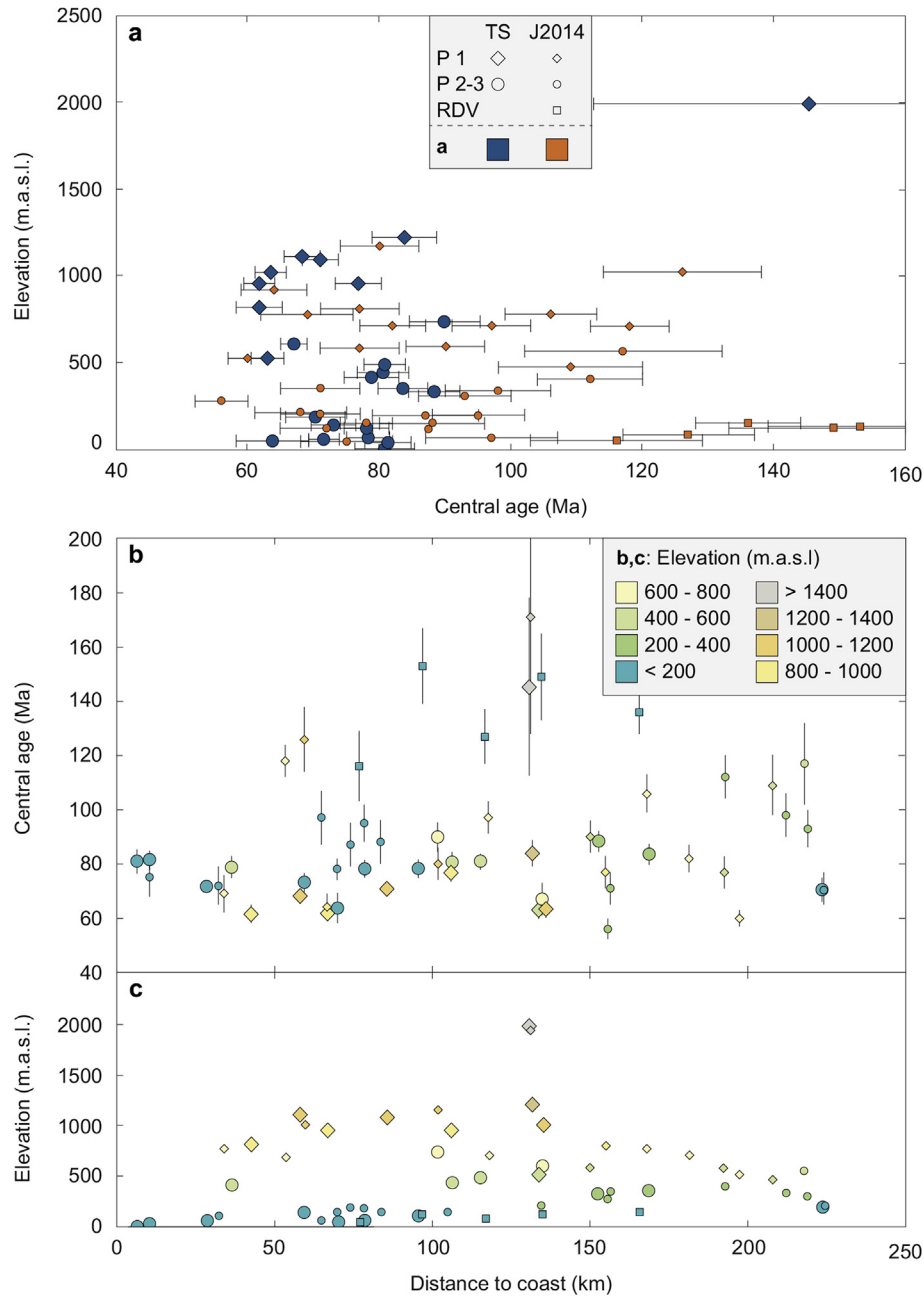 a
TS J2014
P 1
P 2-3
RDV
a
2500
2000
1500
1000
500
0
Elevation (m.a.s.l.)
40 60 80 100 120 140 160
Central age (Ma)
b
b,c: Elevation (m.a.s.l)
600 - 800 > 1400
400 - 600 1200 - 1400
200 - 400 1000 - 1200
< 200 800 - 1000
200
180
160
140
120
100
80
60
40
Central age (Ma)
c
2000
1500
1000
500
0
Elevation (m.a.s.l.)
0 50 100 150 200 250
Distance to coast (km)